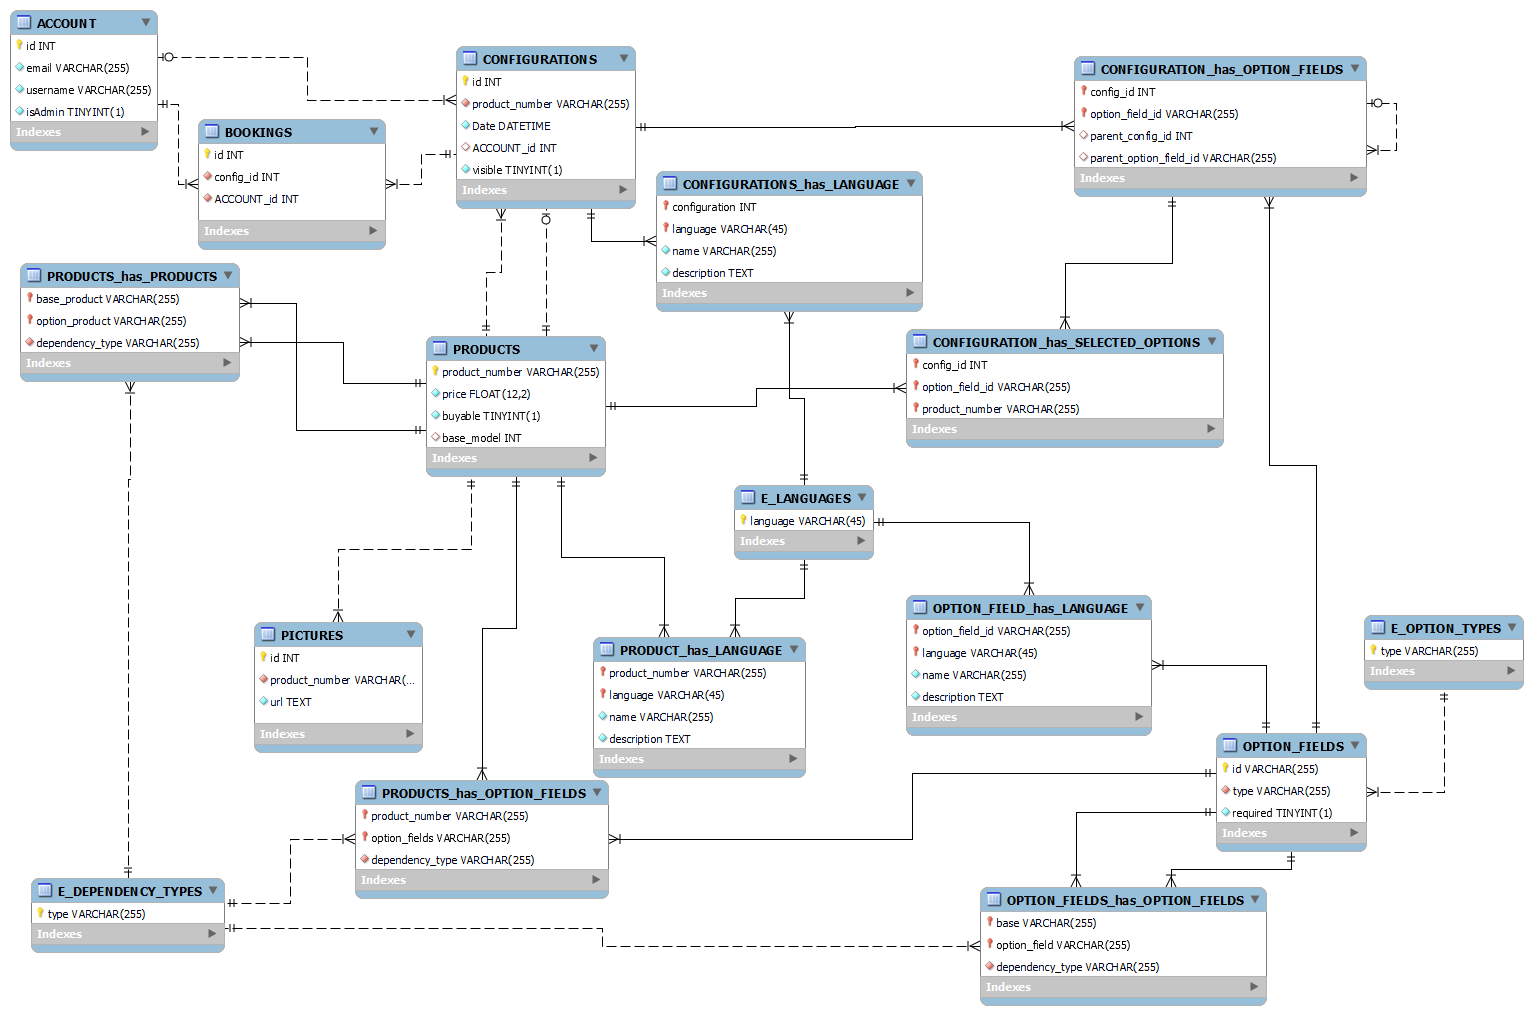 ACCOUNT
id INT
email VARCHAR(255)
username VARCHAR(255)
isAdmin TINYINT(1)
Indexes
BOOKINGS
id INT
config_id INT
ACCOUNT_id INT
Indexes
CONFIGURATIONS
id INT
product_number VARCHAR(255)
Date DATETIME
ACCOUNT_id INT
visible TINYINT(1)
Indexes
CONFIGURATION_has_OPTION_FIELDS
config_id INT
option_field_id VARCHAR(255)
parent_config_id INT
parent_option_field_id VARCHAR(255)
Indexes
CONFIGURATIONS_has_LANGUAGE
configuration INT
language VARCHAR(45)
name VARCHAR(255)
description TEXT
Indexes
PRODUCTS_has_PRODUCTS
base_product VARCHAR(255)
option_product VARCHAR(255)
dependency_type VARCHAR(255)
Indexes
PRODUCTS
product_number VARCHAR(255)
price FLOAT(12,2)
buyable TINYINT(1)
base_model INT
Indexes
CONFIGURATION_has_SELECTED_OPTIONS
config_id INT
option_field_id VARCHAR(255)
product_number VARCHAR(255)
Indexes
E_LANGUAGES
language VARCHAR(45)
Indexes
PICTURES
id INT
product_number VARCHAR(...
url TEXT
Indexes
PRODUCT_has_LANGUAGE
product_number VARCHAR(255)
language VARCHAR(45)
name VARCHAR(255)
description TEXT
Indexes
OPTION_FIELD_has_LANGUAGE
option_field_id VARCHAR(255)
language VARCHAR(45)
name VARCHAR(255)
description TEXT
Indexes
E_OPTION_TYPES
type VARCHAR(255)
Indexes
OPTION_FIELDS
id VARCHAR(255)
type VARCHAR(255)
required TINYINT(1)
Indexes
PRODUCTS_has_OPTION_FIELDS
product_number VARCHAR(255)
option_fields VARCHAR(255)
dependency_type VARCHAR(255)
Indexes
E_DEPENDENCY_TYPES
type VARCHAR(255)
Indexes
OPTION_FIELDS_has_OPTION_FIELDS
base VARCHAR(255)
option_field VARCHAR(255)
dependency_type VARCHAR(255)
Indexes